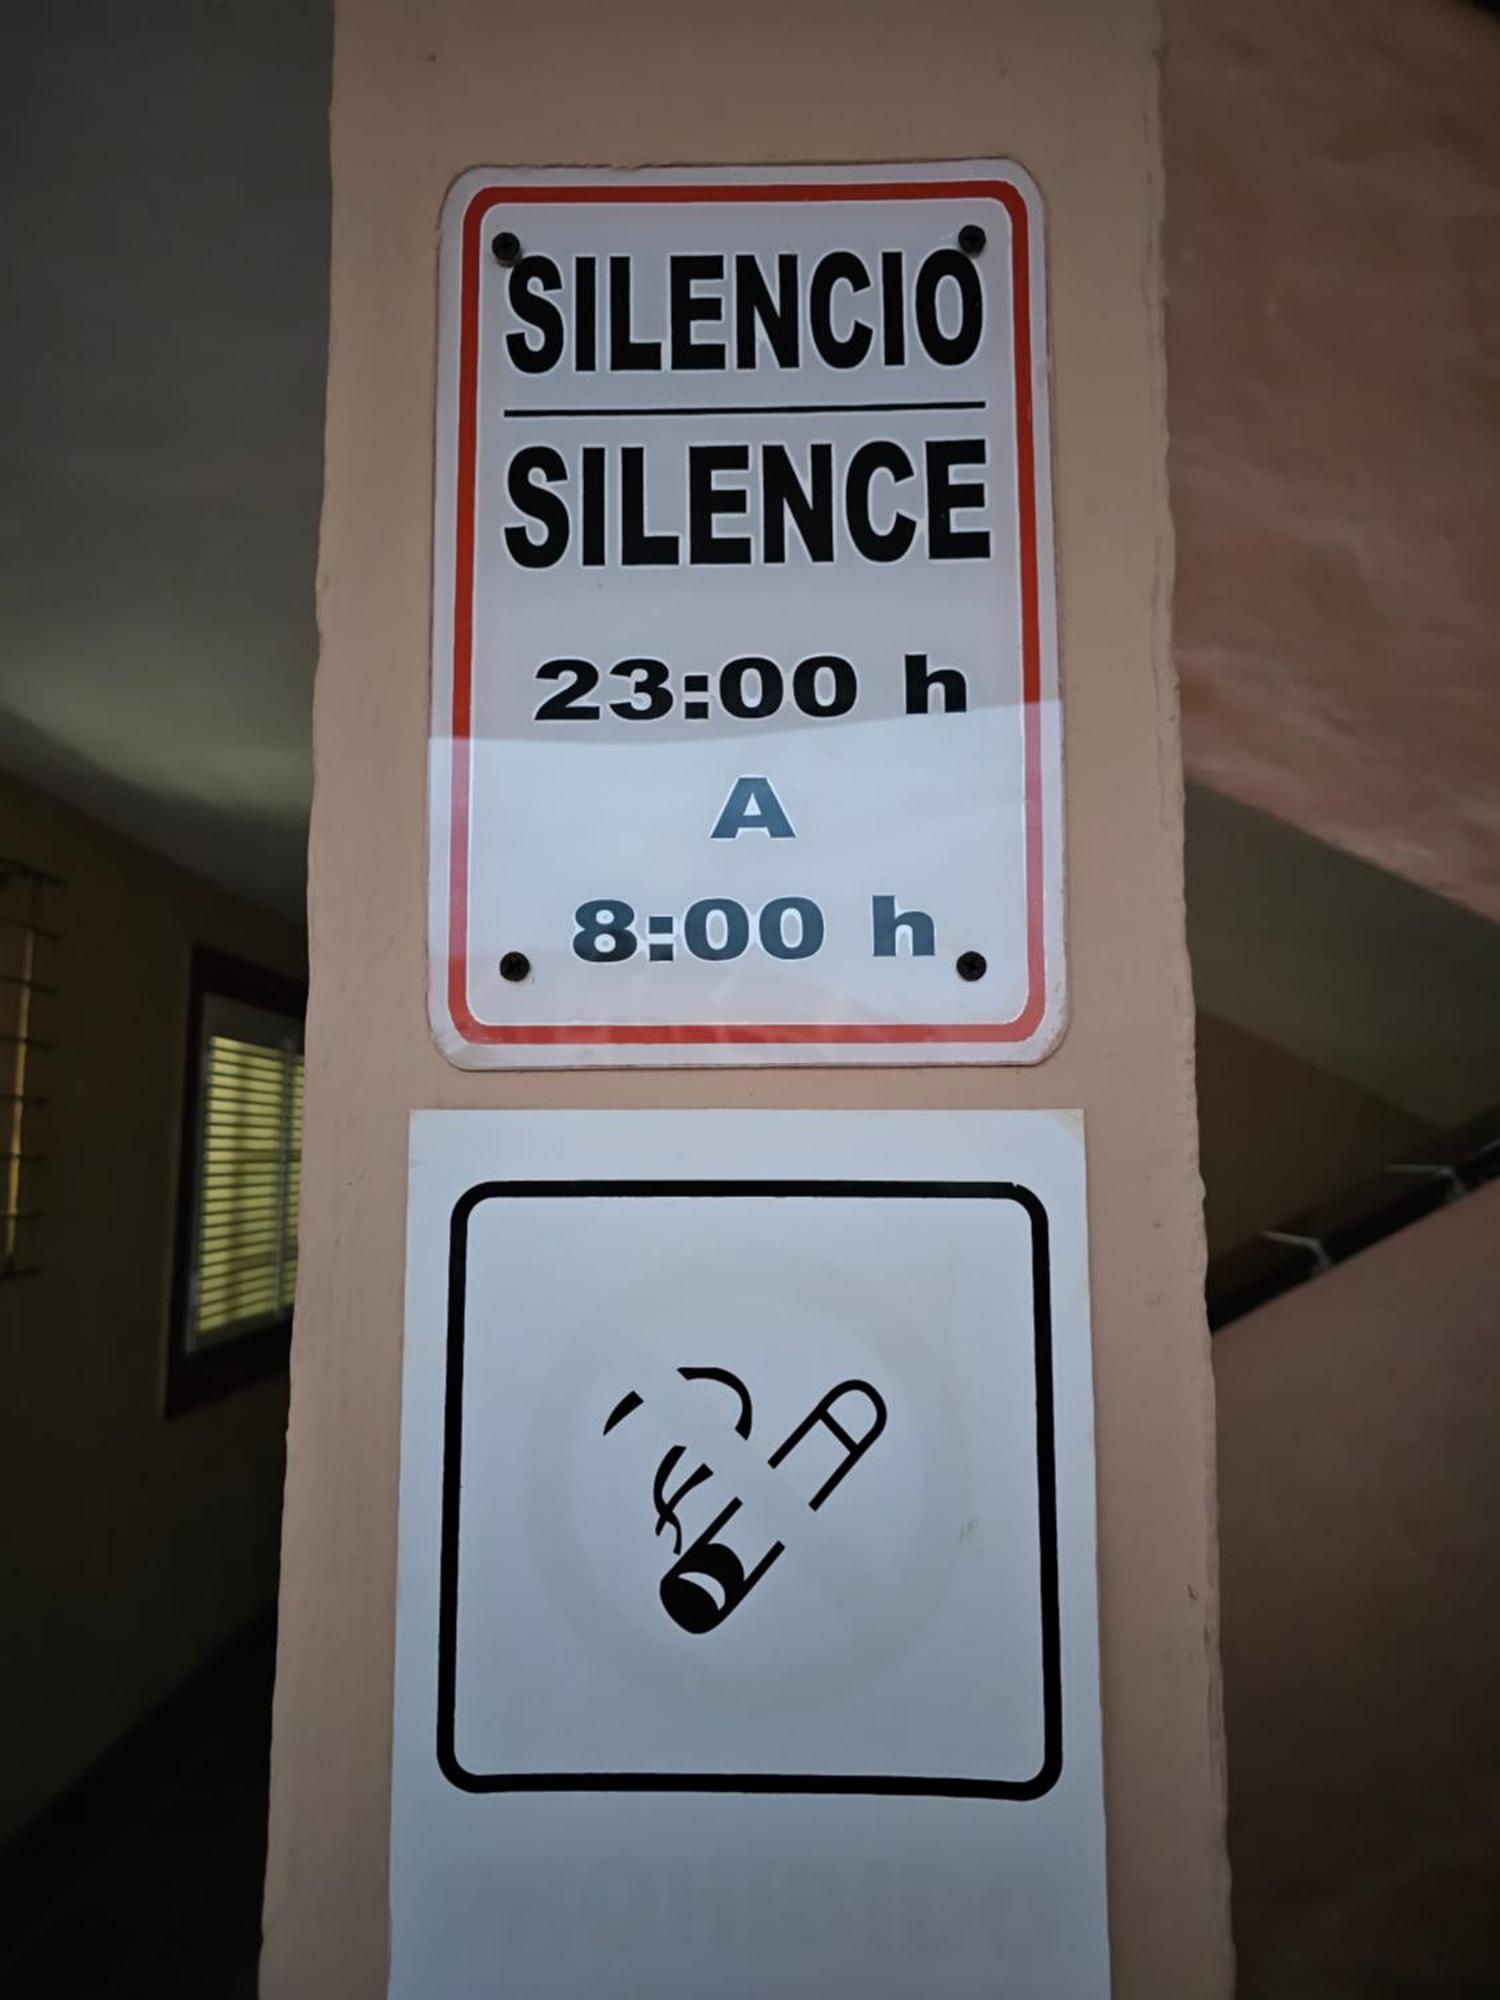 SILENCIO
SILENCE
23:00 h
A
8:00 h